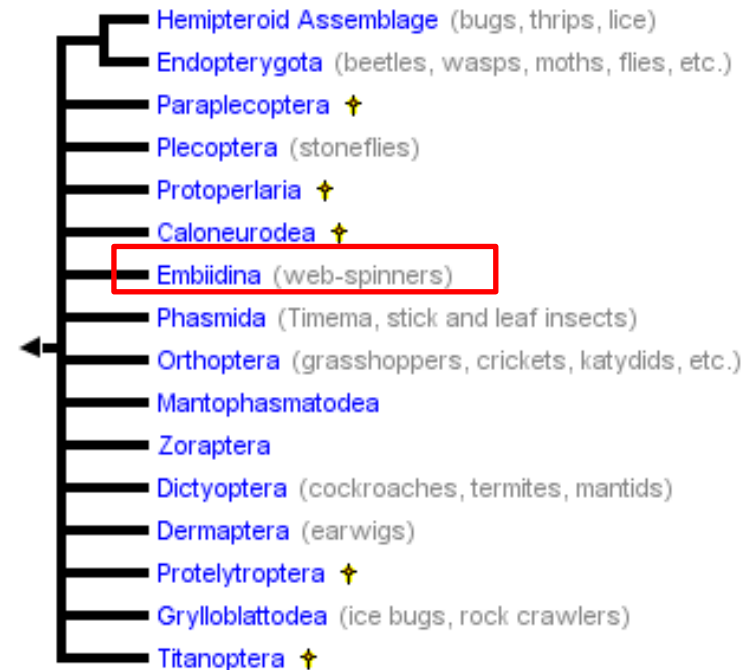 Hemipteroid Assemblage (bugs, thrips, lice)
Endopterygota (beetles, wasps, moths, flies, etc.)
Paraplecoptera
Plecoptera (stoneflies)
Protoperlaria
Caloneurodea
Embiidina (web-spinners)
Phasmida (Timema, stick and leaf insects)
Orthoptera (grasshoppers, crickets, katydids, etc.)
Mantophasmatodea
Zoraptera
Dictyoptera (cockroaches, termites, mantids)
Dermaptera (earwigs)
Protelytroptera
Grylloblattodea (ice bugs, rock crawlers)
Titanoptera